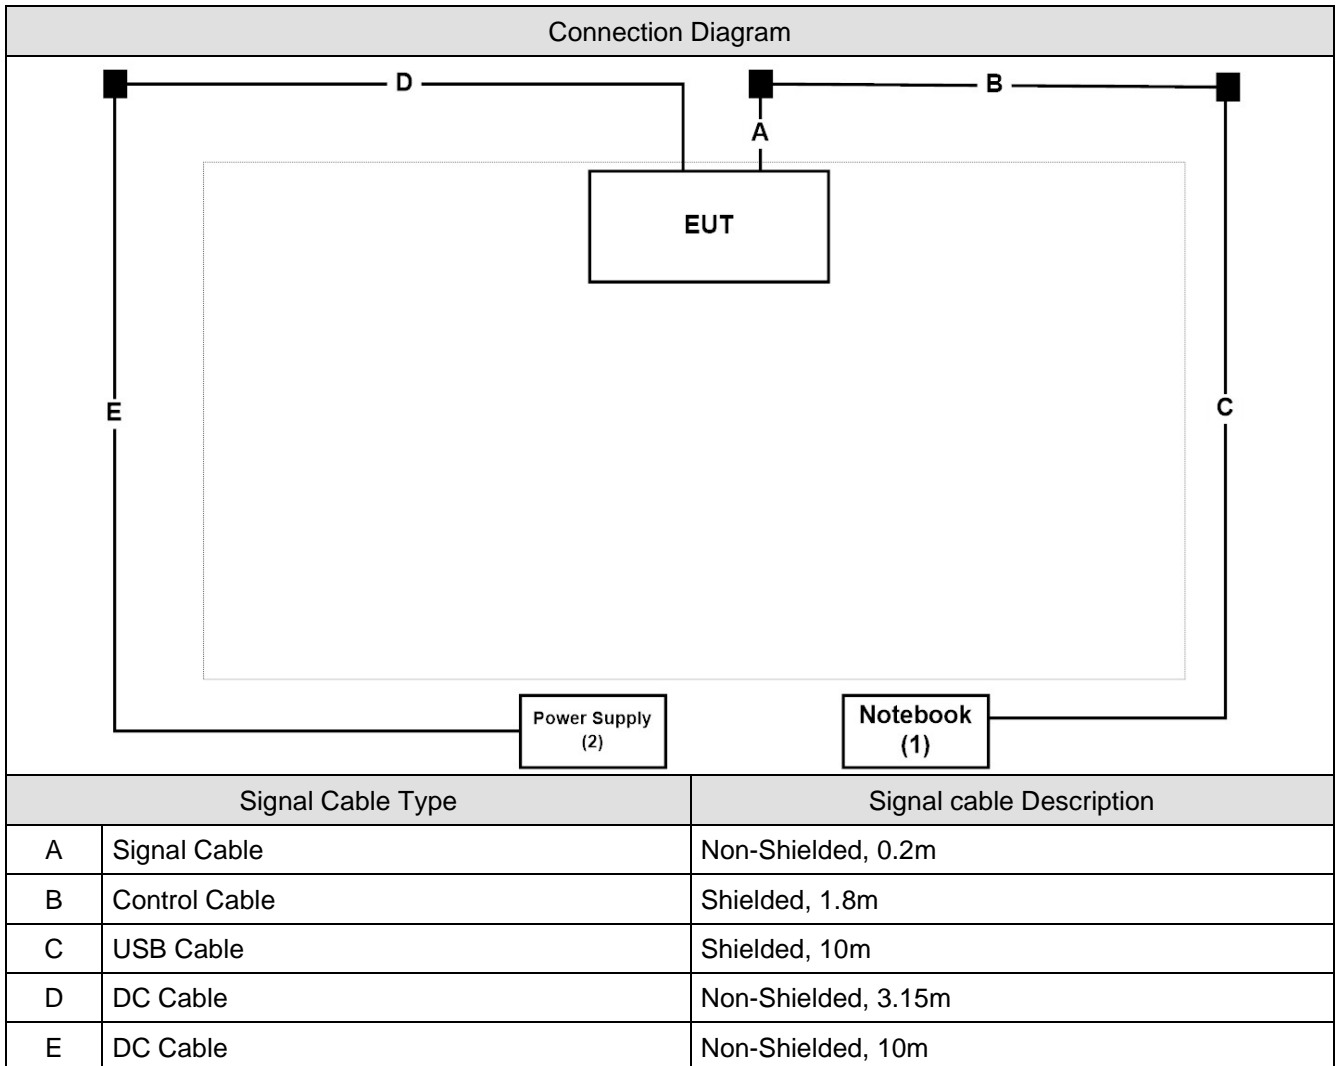 Connection Diagram
D
B
A
EUT
E
C
Power Supply
(2)
Notebook
(1)
Signal Cable Type
Signal cable Description
A Signal Cable Non-Shielded, 0.2m
B Control Cable Shielded, 1.8m
C USB Cable Shielded, 10m
D DC Cable Non-Shielded, 3.15m
E DC Cable Non-Shielded, 10m